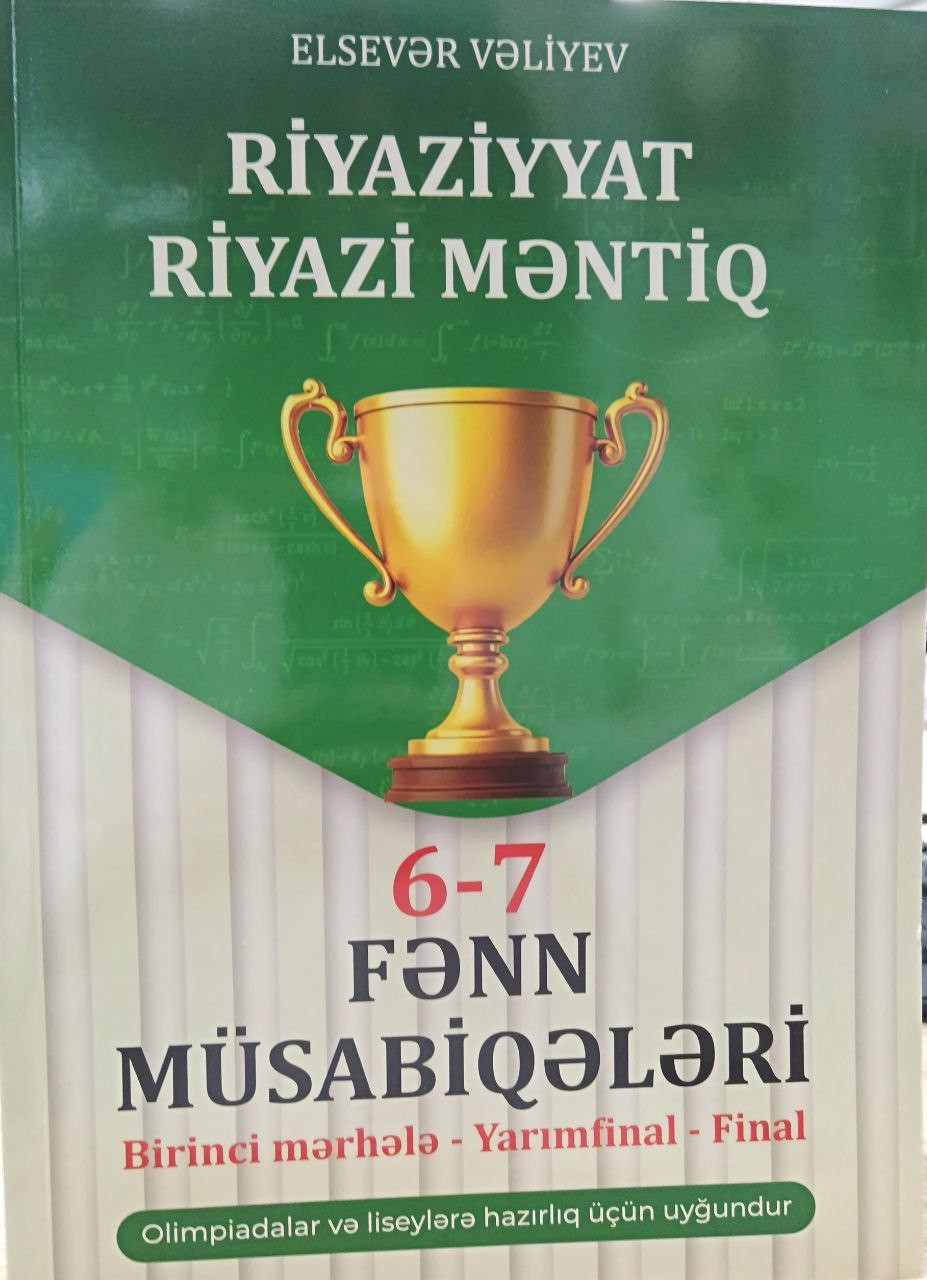 ELSEVƏR VƏLİYEV
RİYAZİYYAT
RİYAZİ MƏNTİQ
6-7
FƏNN
MÜSABİQƏLƏRİ
Birinci mərhələ - Yarımfinal - Final
Olimpiadalar və liseylərə hazırlıq üçün uyğundur